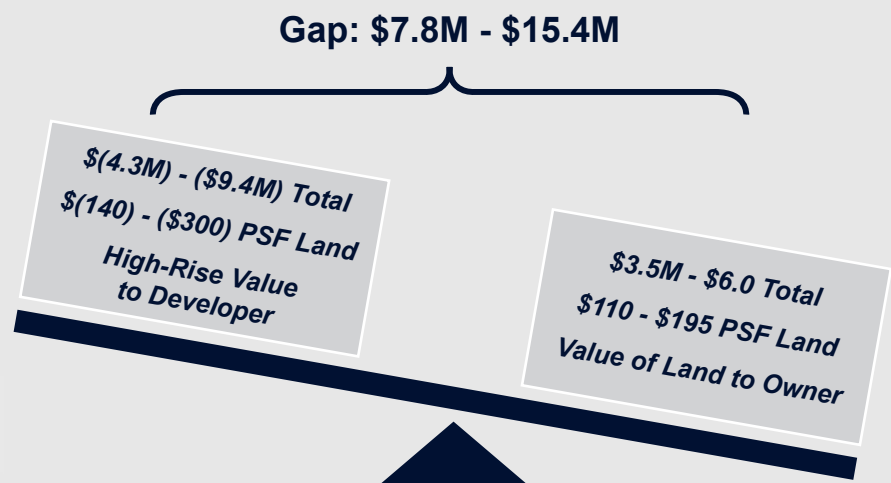 Gap: $7.8M - $15.4M
$(4.3M) - ($9.4M) Total
$(140) - ($300) PSF Land
High-Rise Value
to Developer
$3.5M - $6.0 Total
$110 - $195 PSF Land
Value of Land to Owner